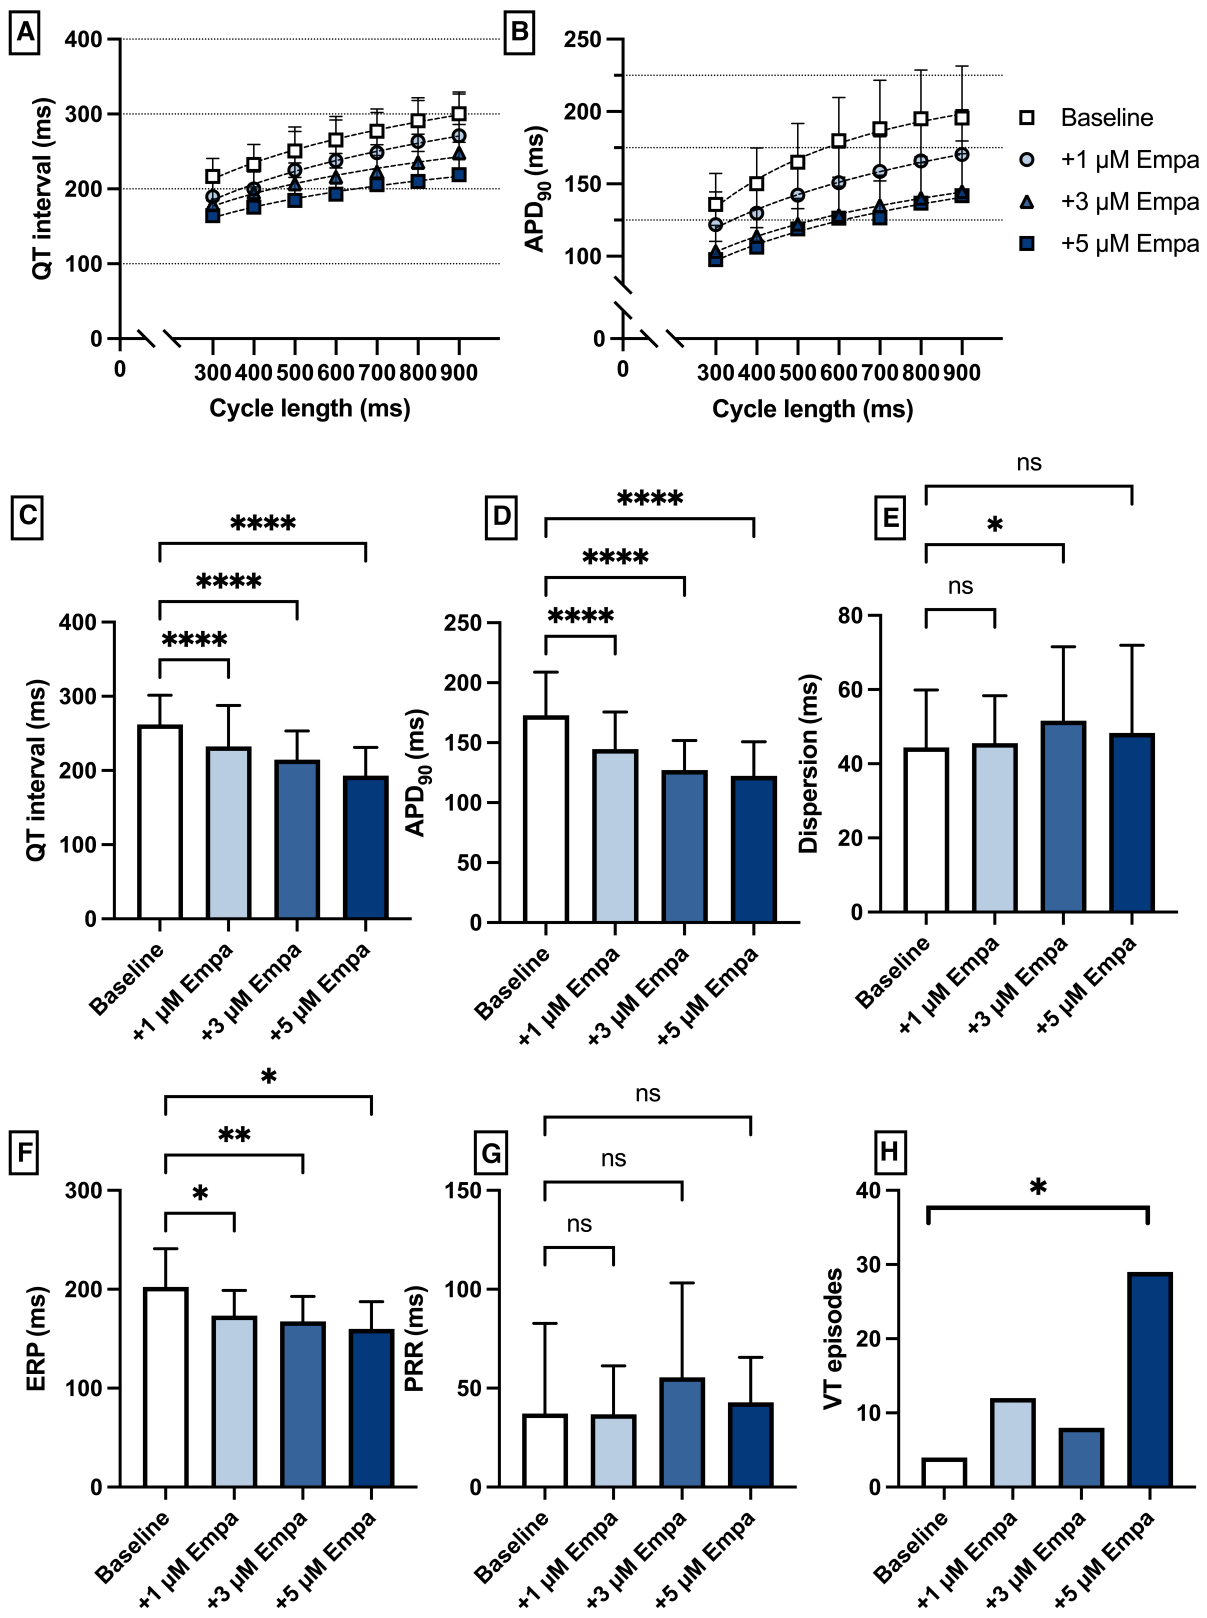 A
400
300
200
100
0
QT interval (ms)
0
300 400 500 600 700 800 900
Cycle length (ms)
B
250
200
150
100
0
APD90 (ms)
0
300 400 500 600 700 800 900
Cycle length (ms)
Baseline
+1 µM Empa
+3 µM Empa
+5 µM Empa
C
****
****
****
400
300
200
100
0
QT interval (ms)
Baseline
+1 µM Empa
+3 µM Empa
+5 µM Empa
D
****
****
****
250
200
150
100
50
0
APD90 (ms)
Baseline
+1 µM Empa
+3 µM Empa
+5 µM Empa
E
ns
*
ns
80
60
40
20
0
Dispersion (ms)
Baseline
+1 µM Empa
+3 µM Empa
+5 µM Empa
F
*
**
*
300
200
100
0
ERP (ms)
Baseline
+1 µM Empa
+3 µM Empa
+5 µM Empa
G
ns
ns
ns
150
100
50
0
PRR (ms)
Baseline
+1 µM Empa
+3 µM Empa
+5 µM Empa
H
*
40
30
20
10
0
VT episodes
Baseline
+1 µM Empa
+3 µM Empa
+5 µM Empa